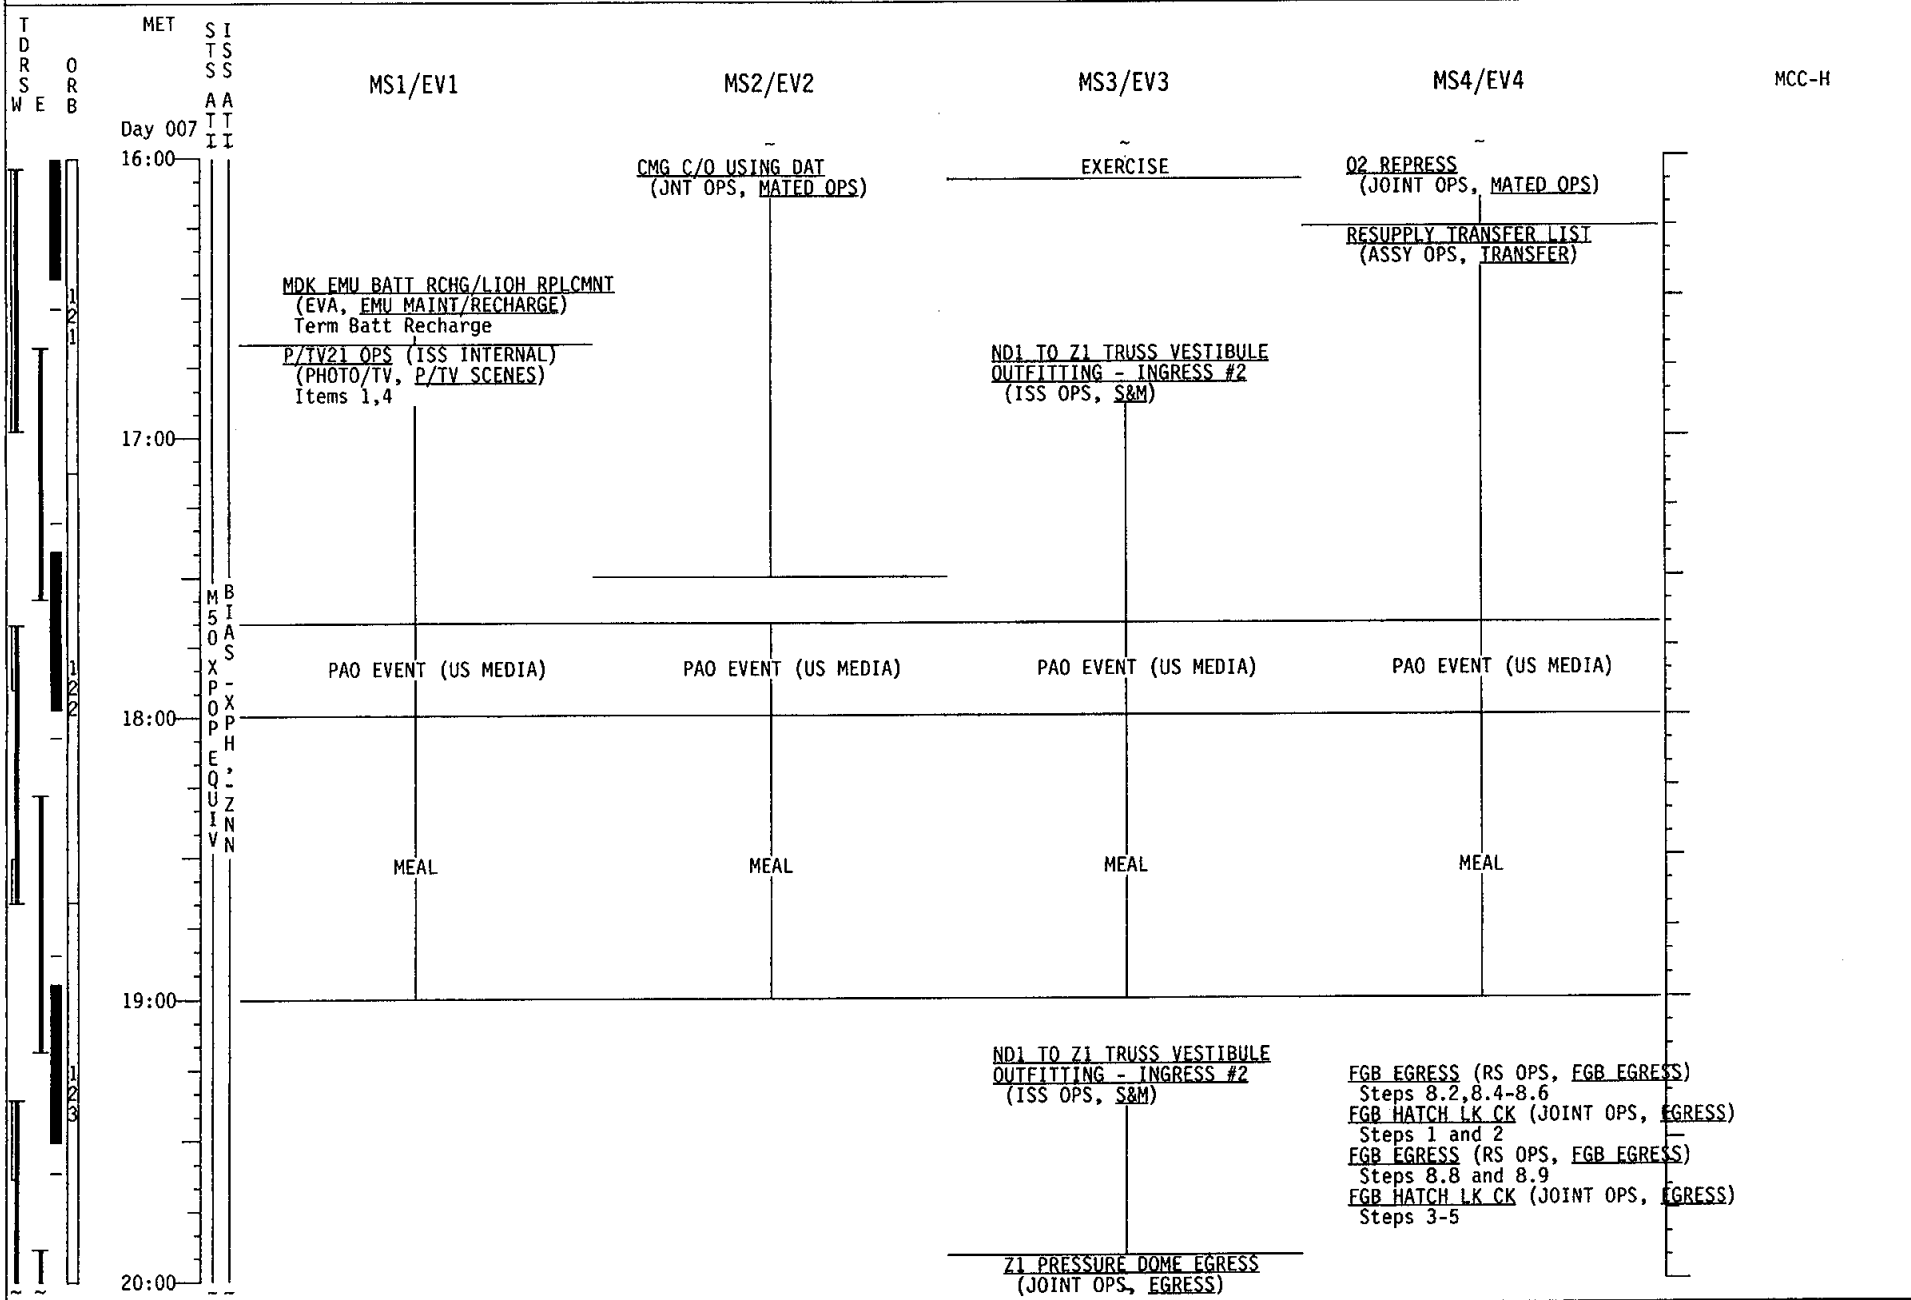 TDRS
W E
ORB
MET
STS ATT
ISS ATT
MS1/EV1
MS2/EV2
MS3/EV3
MS4/EV4
MCC-H
Day 007
16:00
CMG C/O USING DAT
(JNT OPS, MATED OPS)
EXERCISE
O2 REPRESS
(JOINT OPS, MATED OPS)
RESUPPLY TRANSFER LIST
(ASSY OPS, TRANSFER)
121
MDK EMU BATT RCHG/LIOH RPLCMNT
(EVA, EMU MAINT/RECHARGE)
Term Batt Recharge
P/TV21 OPS (ISS INTERNAL)
(PHOTO/TV, P/TV SCENES)
Items 1,4
ND1 TO Z1 TRUSS VESTIBULE
OUTFITTING - INGRESS #2
(ISS OPS, S&M)
17:00
M50 XPOP EQUIV
BIAS -XPH,-ZNN
122
PAO EVENT (US MEDIA)
PAO EVENT (US MEDIA)
PAO EVENT (US MEDIA)
PAO EVENT (US MEDIA)
18:00
MEAL
MEAL
MEAL
MEAL
19:00
123
ND1 TO Z1 TRUSS VESTIBULE
OUTFITTING - INGRESS #2
(ISS OPS, S&M)
FGB EGRESS (RS OPS, FGB EGRESS)
Steps 8.2,8.4-8.6
FGB HATCH LK CK (JOINT OPS, EGRESS)
Steps 1 and 2
FGB EGRESS (RS OPS, FGB EGRESS)
Steps 8.8 and 8.9
FGB HATCH LK CK (JOINT OPS, EGRESS)
Steps 3-5
Z1 PRESSURE DOME EGRESS
(JOINT OPS, EGRESS)
20:00